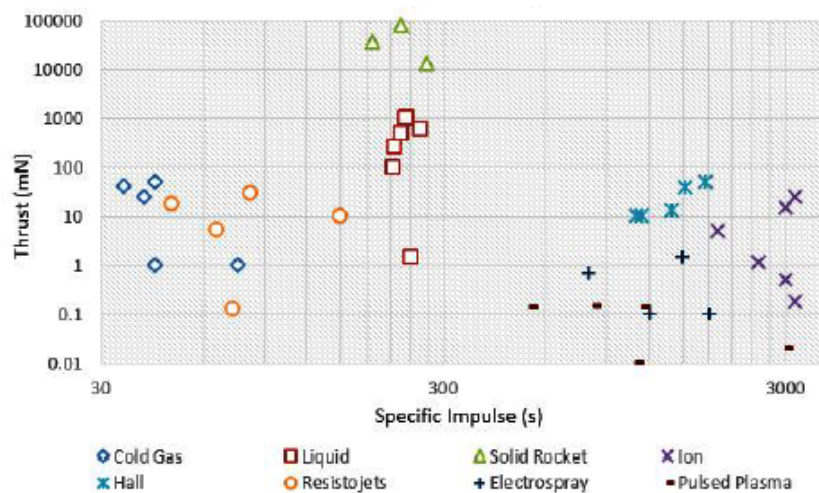 100000
10000
1000
100
10
1
0.1
0.01
Thrust (mN)
30 300 3000
Specific Impulse (s)
Cold Gas Liquid Solid Rocket Ion
Hall Resistojets Electrospray Pulsed Plasma